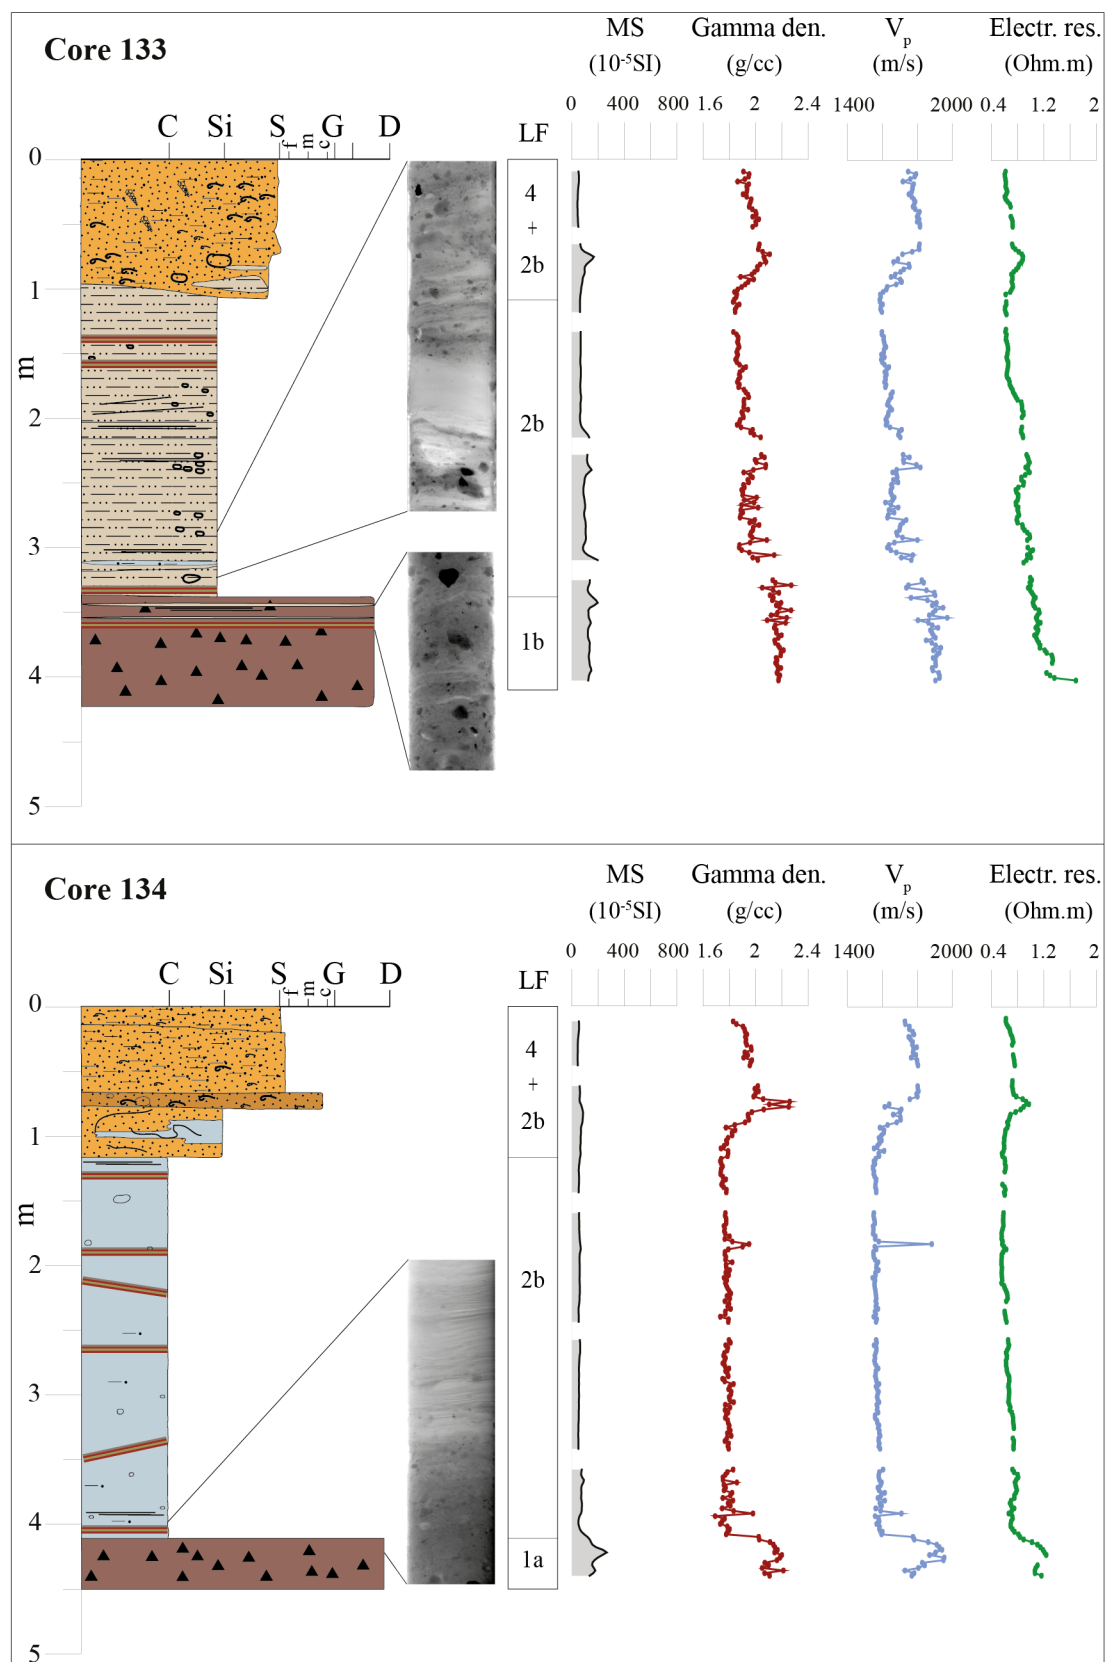 Core 133
MS Gamma den. Vp Electr. res.
(10⁻⁵SI) (g/cc) (m/s) (Ohm.m)
0 400 800 1.6 2 2.4 1400 2000 0.4 1.2 2
C Si S f m c G D LF
0
4
+
2b
1
m
2
2b
3
1b
4
5
Core 134
MS Gamma den. Vp Electr. res.
(10⁻⁵SI) (g/cc) (m/s) (Ohm.m)
0 400 800 1.6 2 2.4 1400 2000 0.4 1.2 2
C Si S f m c G D LF
0
4
+
2b
1
m
2
2b
3
4
1a
5